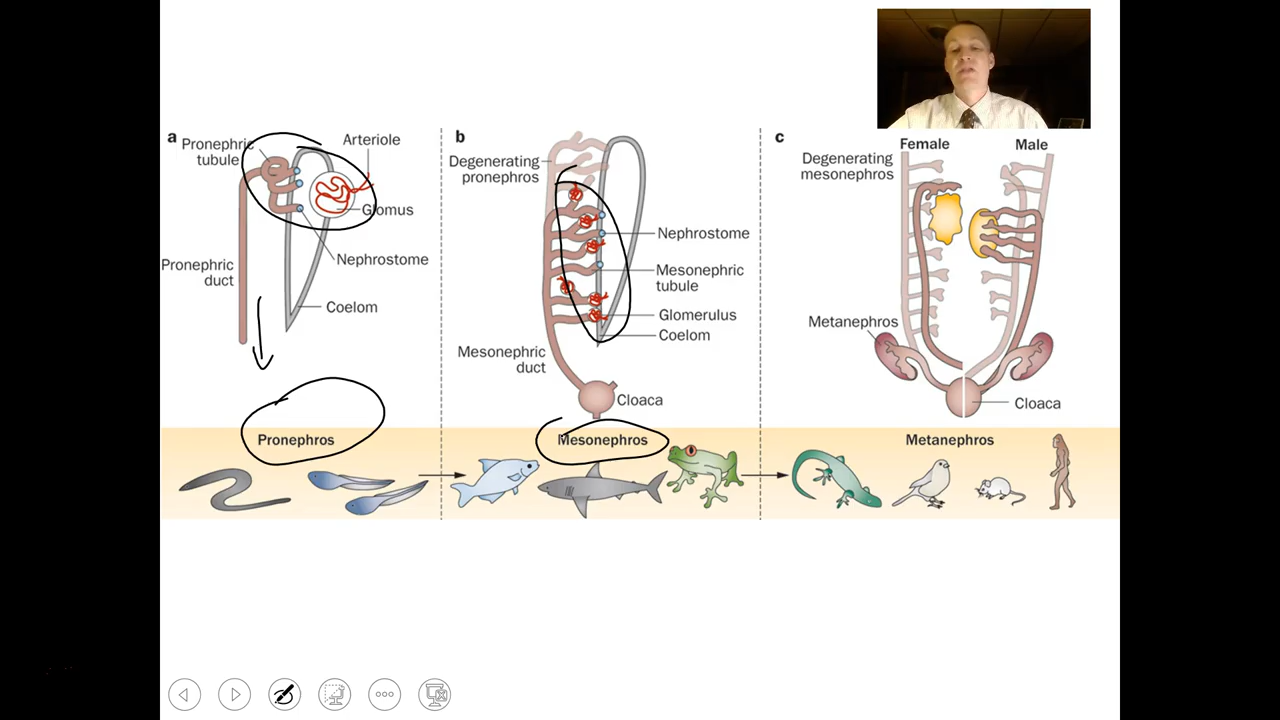 a
Pronephric
tubule
Arteriole
Glomus
Nephrostome
Pronephric
duct
Coelom
Pronephros
b
Degenerating
pronephros
Nephrostome
Mesonephric
tubule
Glomerulus
Coelom
Mesonephric
duct
Cloaca
Mesonephros
c
Female
Male
Degenerating
mesonephros
Metanephros
Cloaca
Metanephros